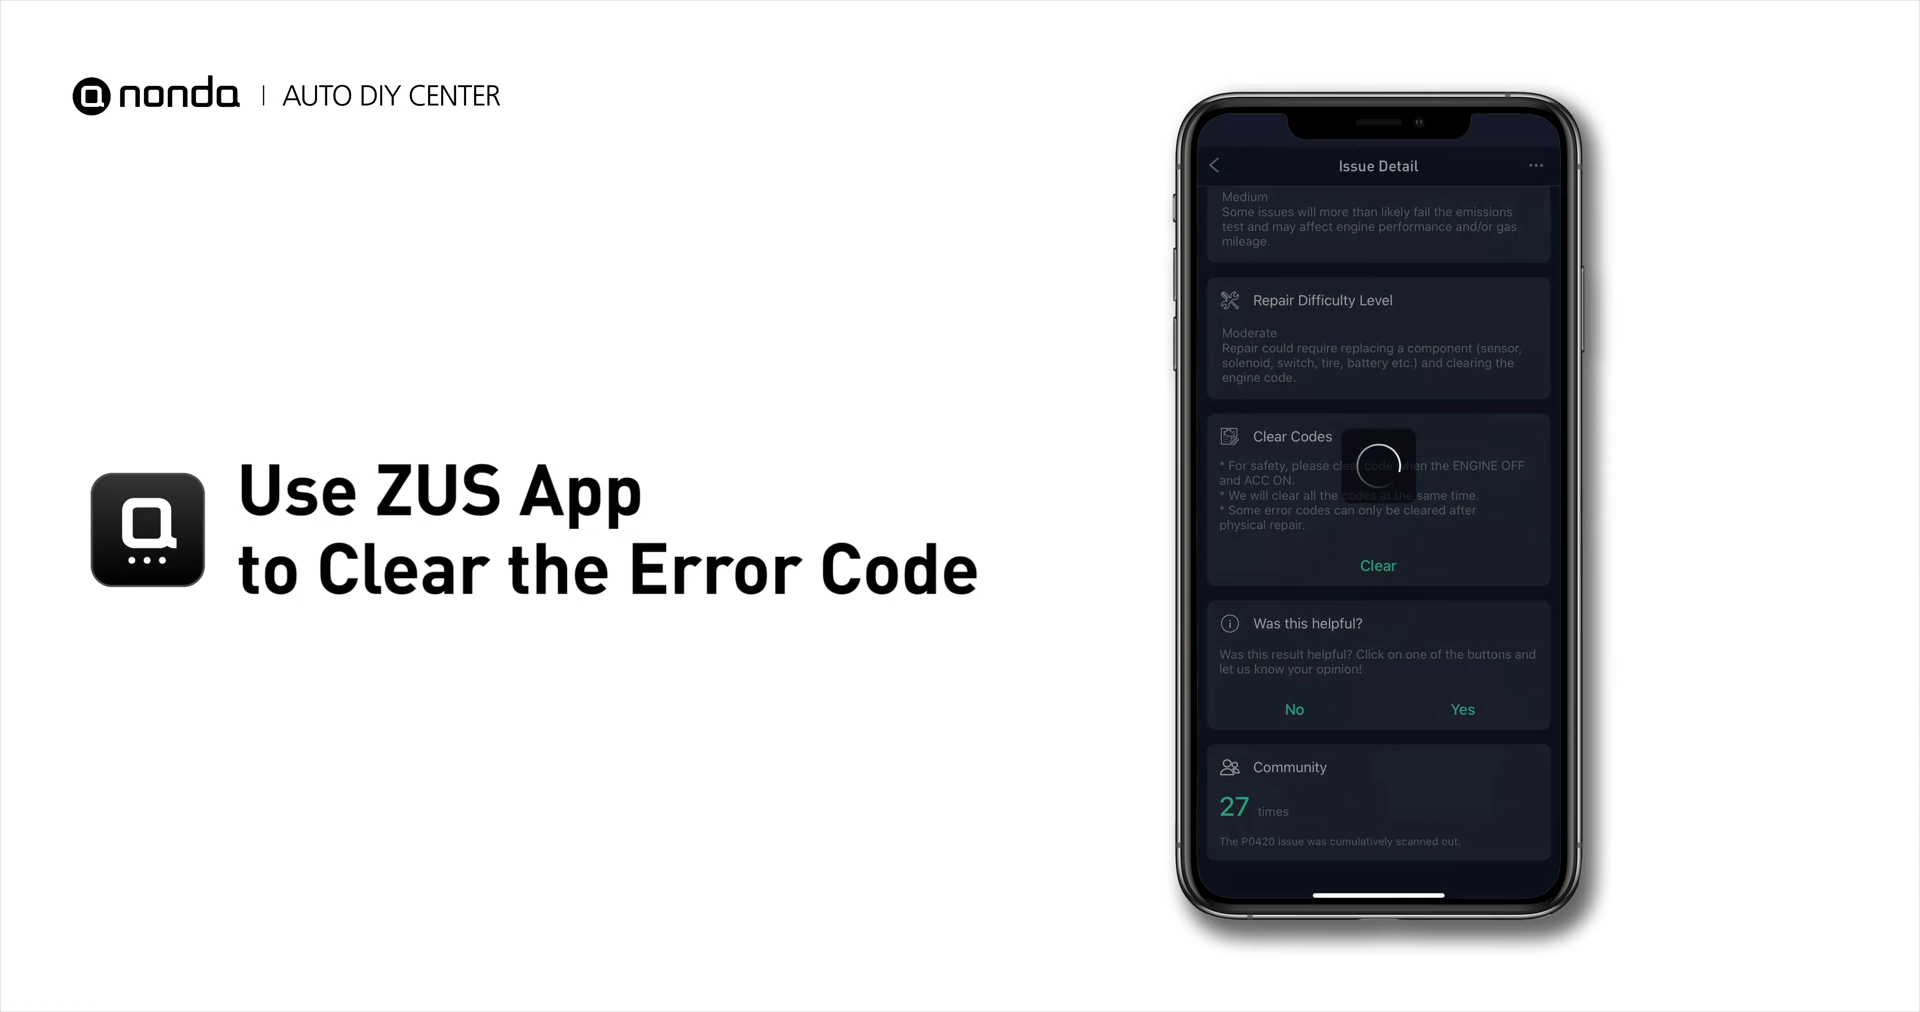 nonda | AUTO DIY CENTER
Use ZUS App
to Clear the Error Code
Issue Detail
Medium
Some issues will more than likely fail the emissions
test and may affect engine performance and/or gas
mileage.
Repair Difficulty Level
Moderate
Repair could require replacing a component (sensor,
solenoid, switch, tire, battery etc.) and clearing the
engine code.
Clear Codes
* For safety, please clear code when the ENGINE OFF
and ACC ON.
* We will clear all the codes at the same time.
* Some error codes can only be cleared after
physical repair.
Clear
Was this helpful?
Was this result helpful? Click on one of the buttons and
let us know your opinion!
No Yes
Community
27 times
The P0420 issue was cumulatively scanned out.